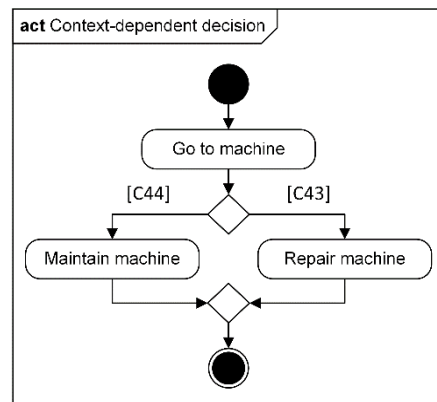 act Context-dependent decision
Go to machine
[C44] [C43]
Maintain machine Repair machine